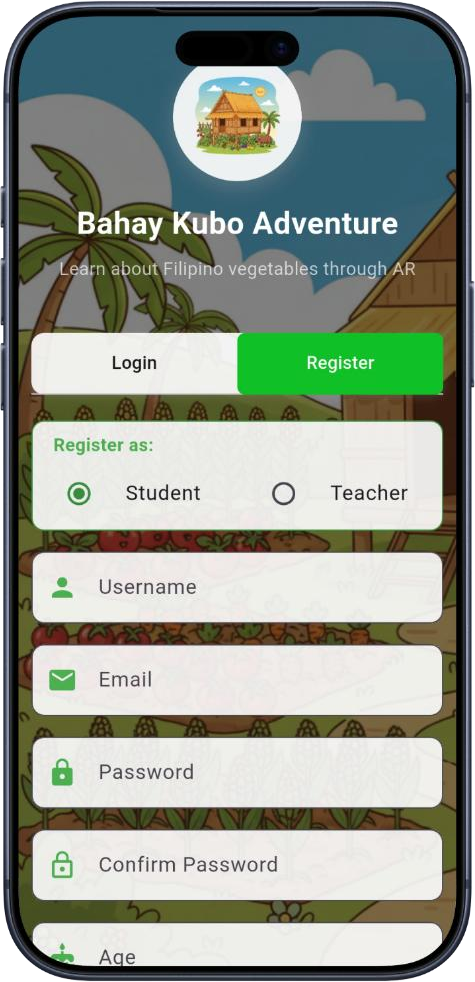 Bahay Kubo Adventure
Learn about Filipino vegetables through AR
Login Register
Register as:
Student Teacher
Username
Email
Password
Confirm Password
Age